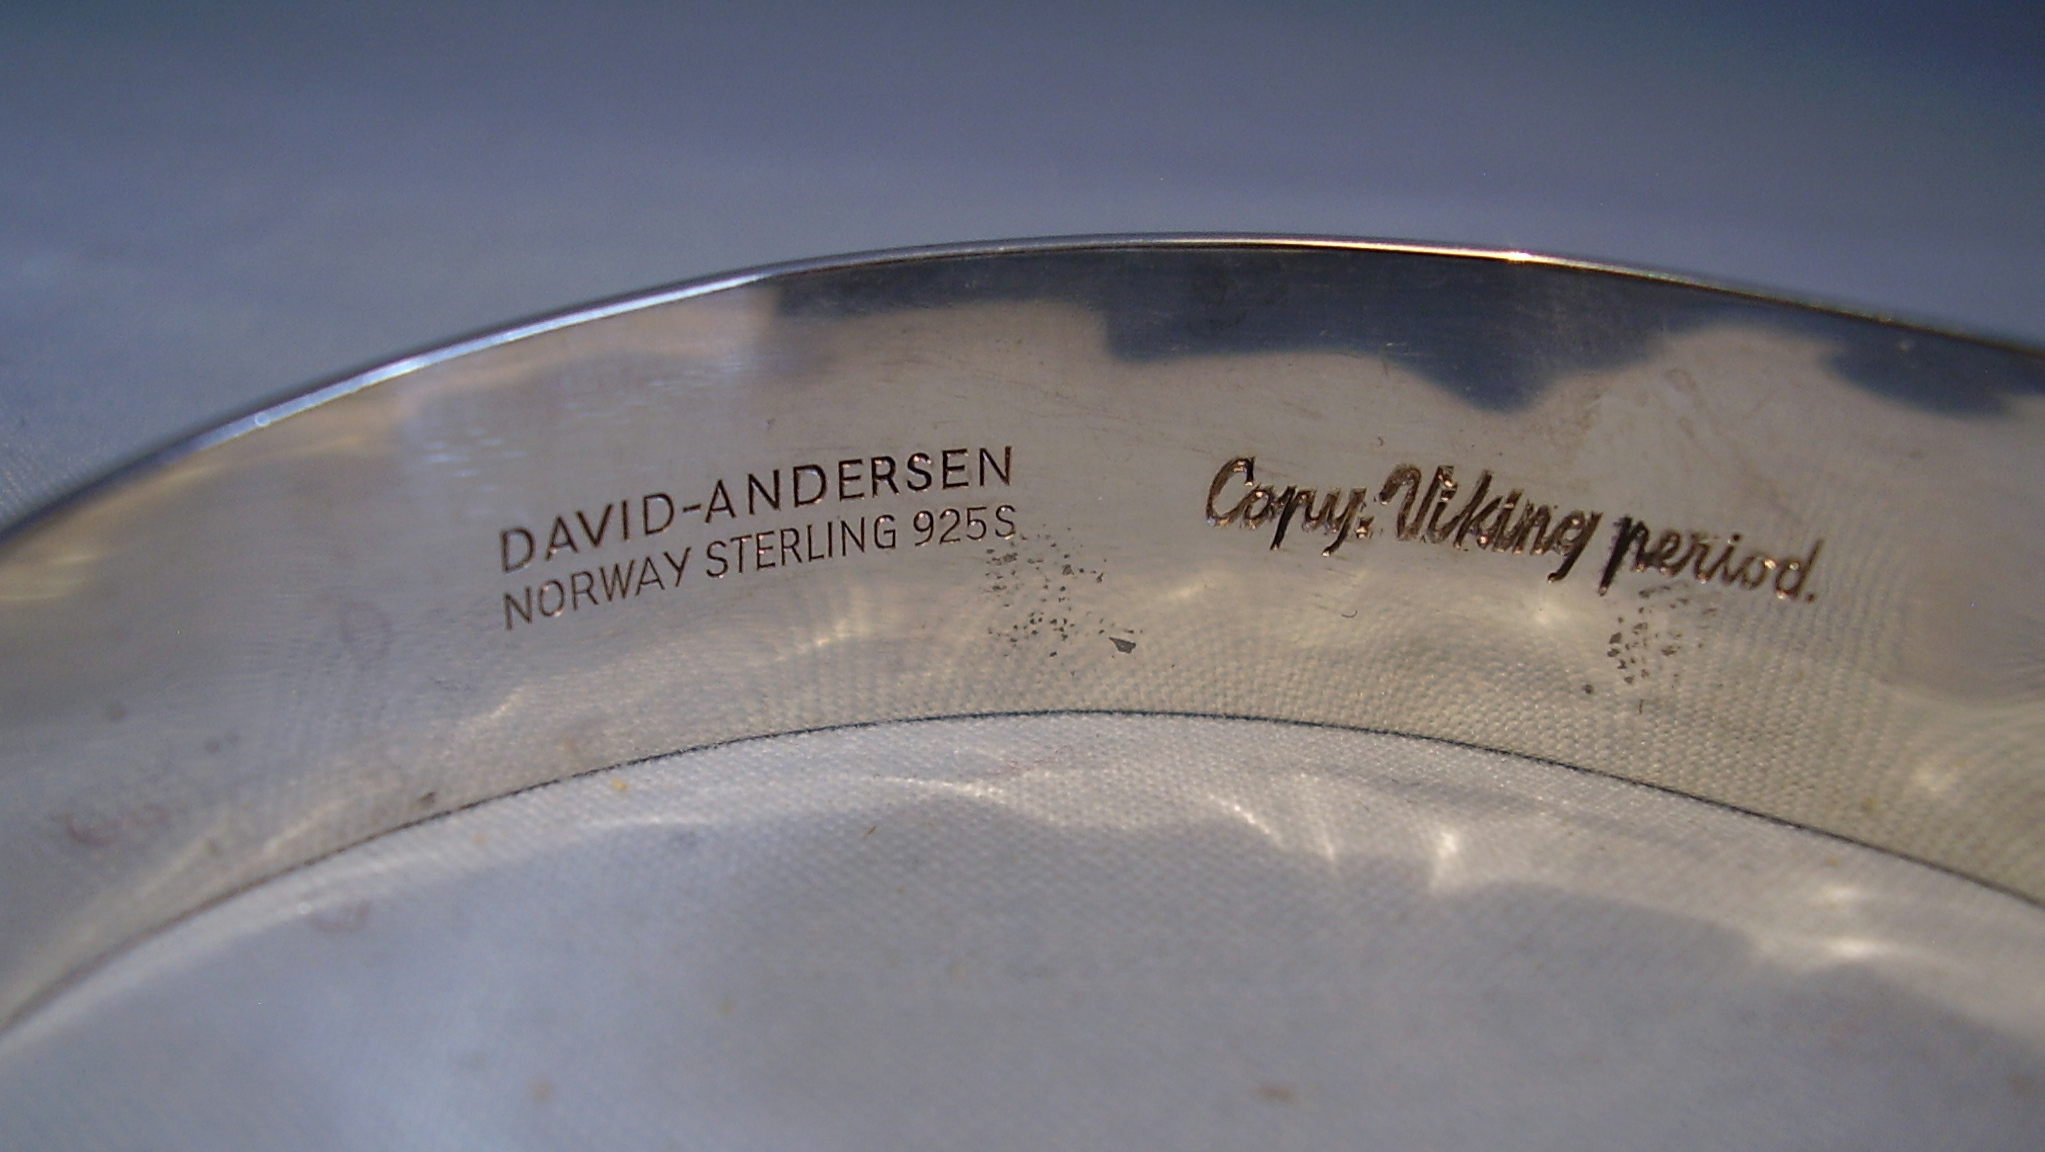 DAVID-ANDERSEN
NORWAY STERLING 925S
Copy: Viking period.